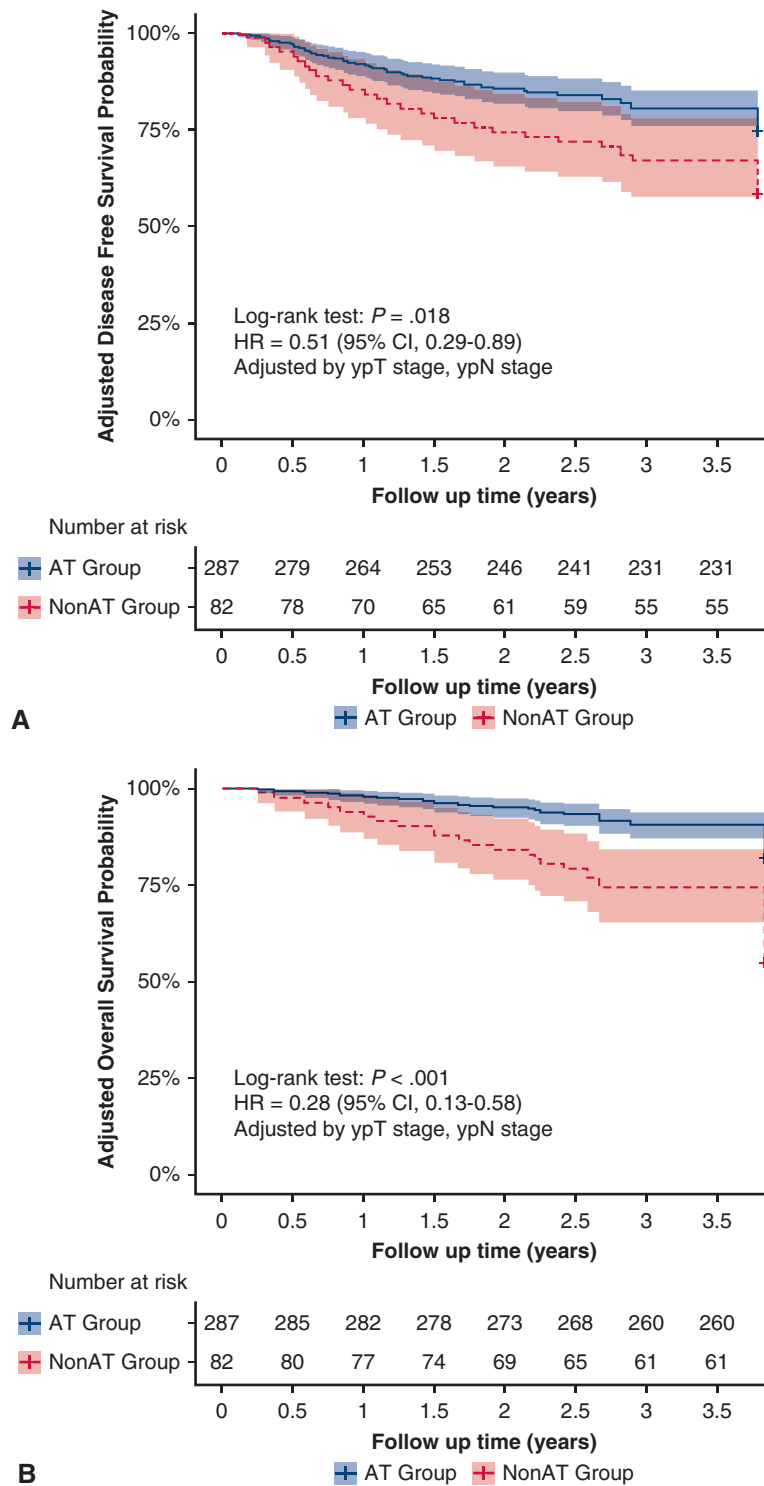 Adjusted Disease Free Survival Probability
100%
75%
50%
25%
0%
Log-rank test: P = .018
HR = 0.51 (95% CI, 0.29-0.89)
Adjusted by ypT stage, ypN stage
0 0.5 1 1.5 2 2.5 3 3.5
Follow up time (years)
Number at risk
AT Group 287 279 264 253 246 241 231 231
NonAT Group 82 78 70 65 61 59 55 55
0 0.5 1 1.5 2 2.5 3 3.5
Follow up time (years)
AT Group NonAT Group
A
Adjusted Overall Survival Probability
100%
75%
50%
25%
0%
Log-rank test: P < .001
HR = 0.28 (95% CI, 0.13-0.58)
Adjusted by ypT stage, ypN stage
0 0.5 1 1.5 2 2.5 3 3.5
Follow up time (years)
Number at risk
AT Group 287 285 282 278 273 268 260 260
NonAT Group 82 80 77 74 69 65 61 61
0 0.5 1 1.5 2 2.5 3 3.5
Follow up time (years)
AT Group NonAT Group
B